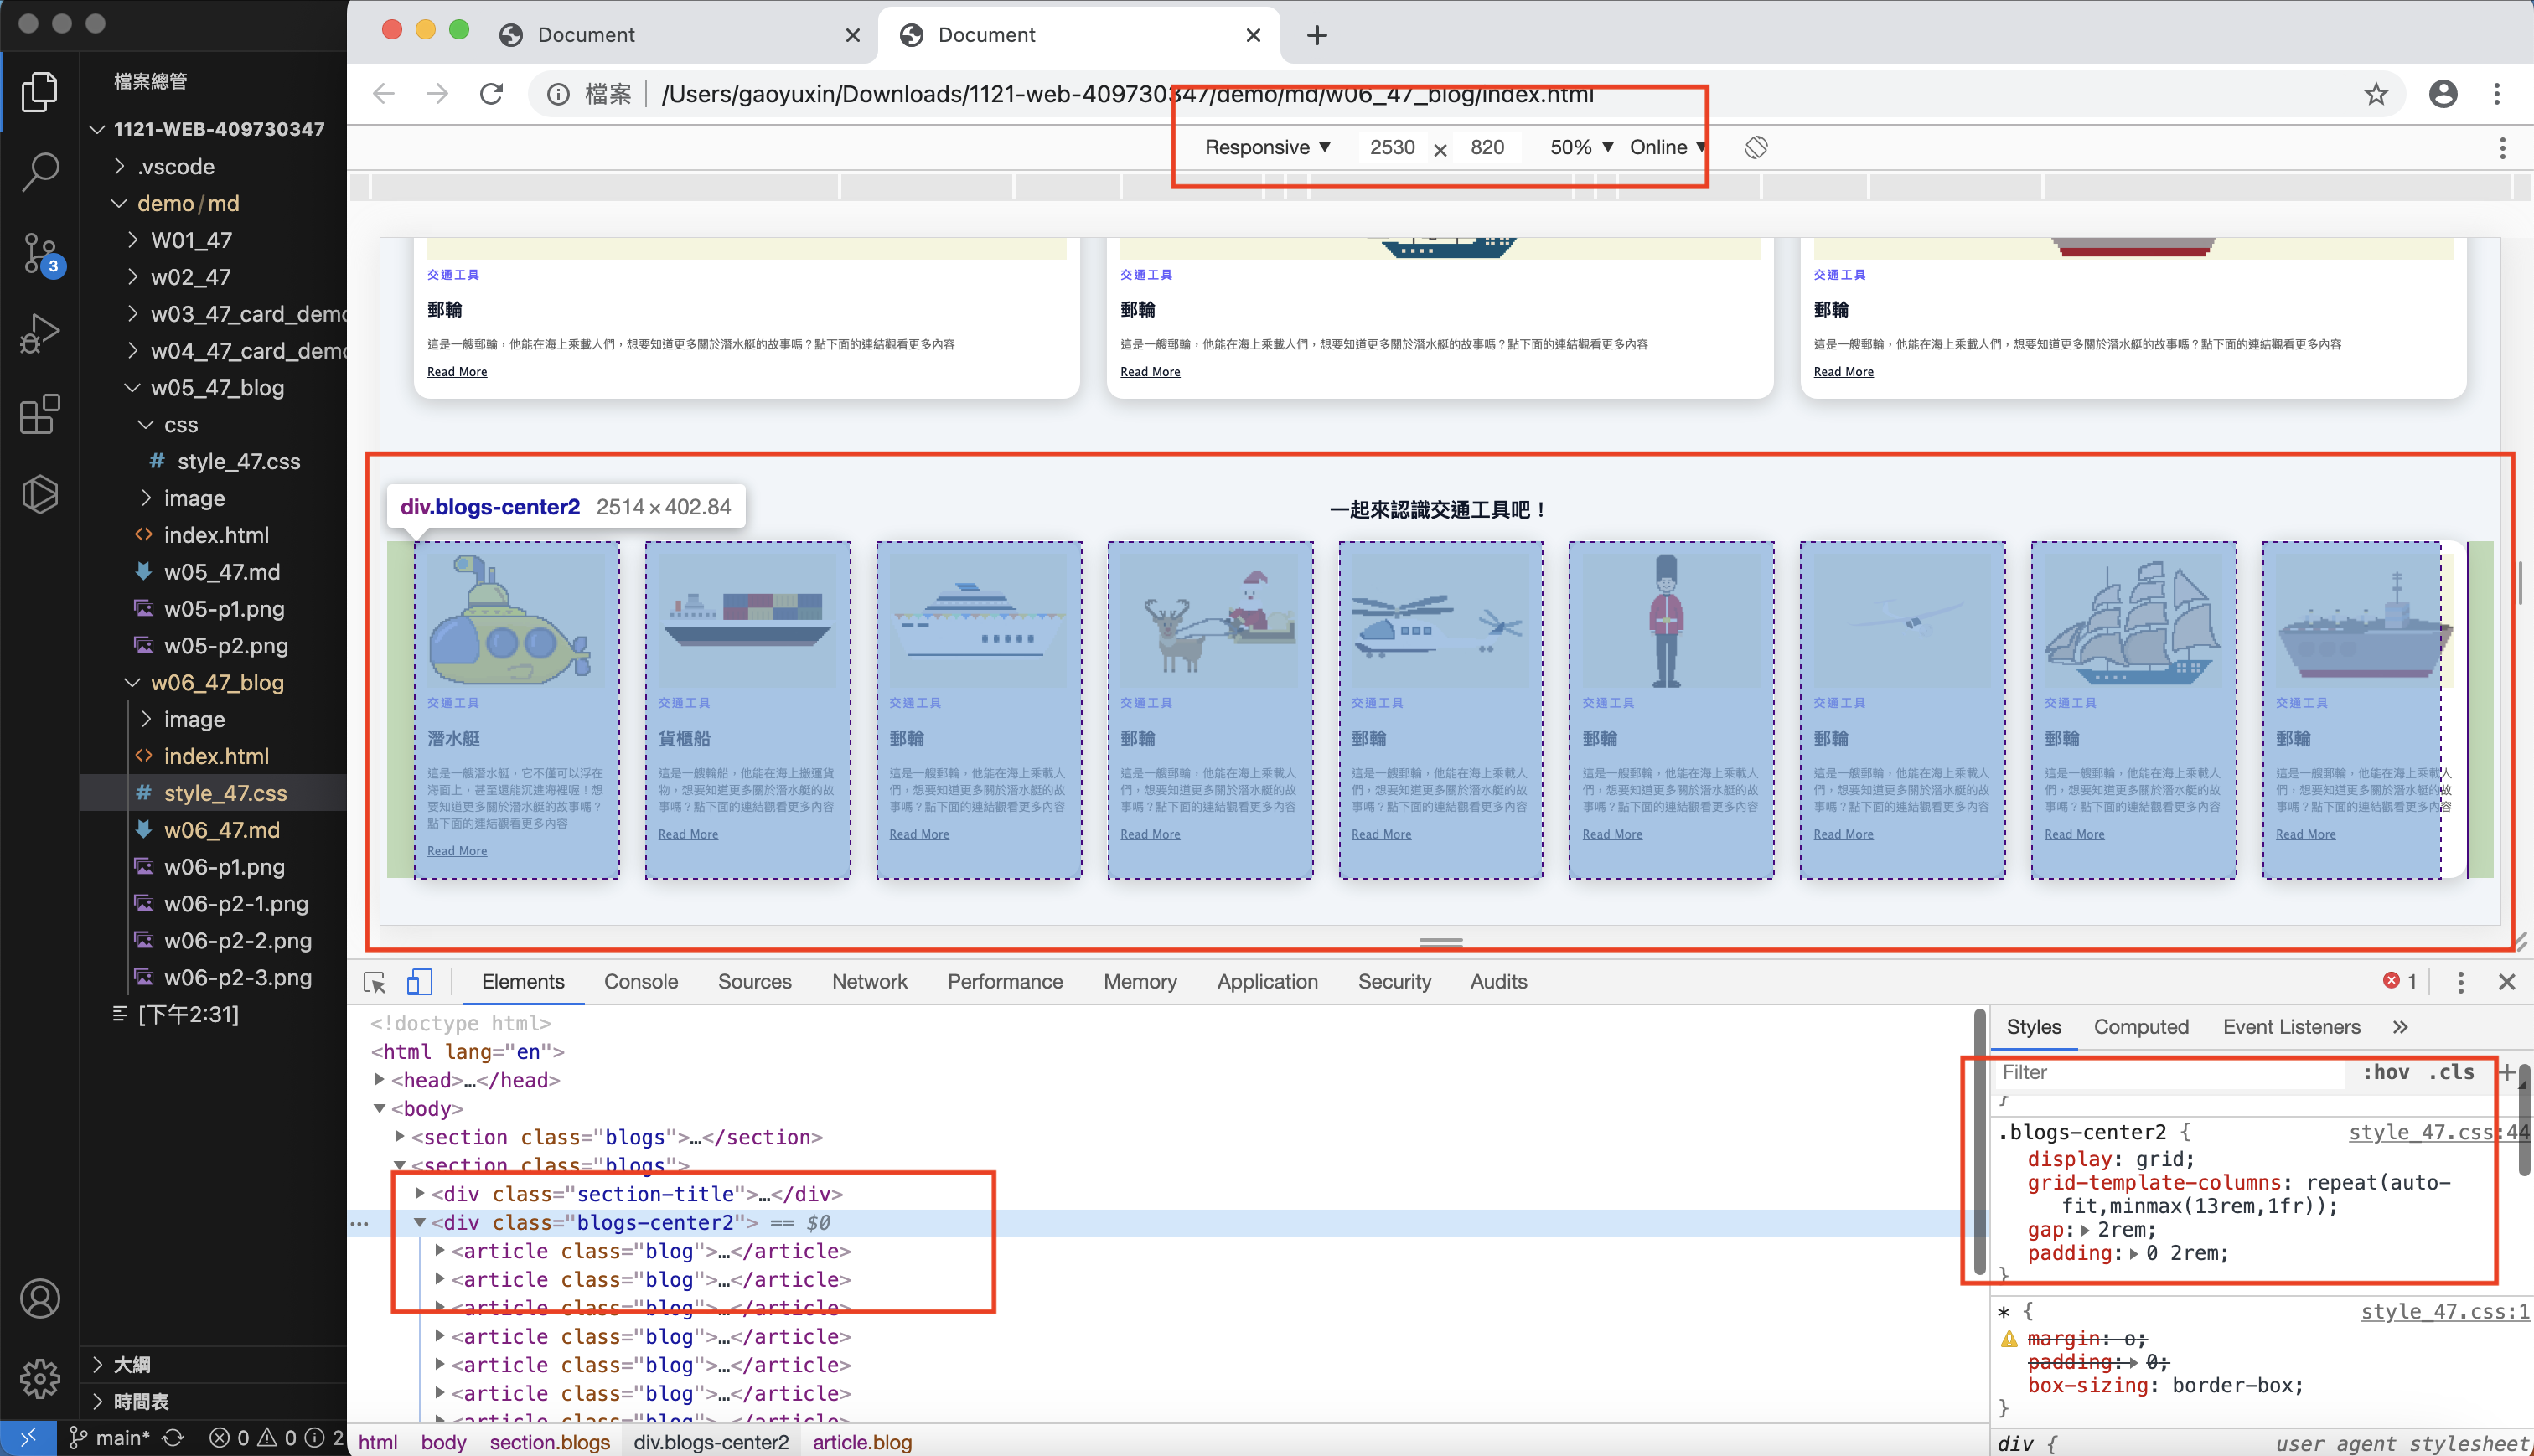 檔案總管
1121-WEB-409730347
.vscode
demo/md
W01_47
w02_47
w03_47_card_demo
w04_47_card_demo
w05_47_blog
css
# style_47.css
image
<> index.html
w05_47.md
w05-p1.png
w05-p2.png
w06_47_blog
image
<> index.html
# style_47.css
w06_47.md
w06-p1.png
w06-p2-1.png
w06-p2-2.png
w06-p2-3.png
[下午2:31]
3
大綱
時間表
main* 0 0 2
Document
Document
檔案 | /Users/gaoyuxin/Downloads/1121-web-409730347/demo/md/w06_47_blog/index.html
Responsive 2530 × 820 50% Online
交通工具
郵輪
這是一艘郵輪，他能在海上乘載人們，想要知道更多關於潛水艇的故事嗎？點下面的連結觀看更多內容
Read More
交通工具
郵輪
這是一艘郵輪，他能在海上乘載人們，想要知道更多關於潛水艇的故事嗎？點下面的連結觀看更多內容
Read More
交通工具
郵輪
這是一艘郵輪，他能在海上乘載人們，想要知道更多關於潛水艇的故事嗎？點下面的連結觀看更多內容
Read More
一起來認識交通工具吧！
div.blogs-center2 2514 × 402.84
交通工具
潛水艇
這是一艘潛水艇，它不僅可以浮在
海面上，甚至還能沉進海裡喔！想
要知道更多關於潛水艇的故事嗎？
點下面的連結觀看更多內容
Read More
交通工具
貨櫃船
這是一艘輪船，他能在海上搬運貨
物，想要知道更多關於潛水艇的故
事嗎？點下面的連結觀看更多內容
Read More
交通工具
郵輪
這是一艘郵輪，他能在海上乘載人
們，想要知道更多關於潛水艇的故
事嗎？點下面的連結觀看更多內容
Read More
交通工具
郵輪
這是一艘郵輪，他能在海上乘載人
們，想要知道更多關於潛水艇的故
事嗎？點下面的連結觀看更多內容
Read More
交通工具
郵輪
這是一艘郵輪，他能在海上乘載人
們，想要知道更多關於潛水艇的故
事嗎？點下面的連結觀看更多內容
Read More
交通工具
郵輪
這是一艘郵輪，他能在海上乘載人
們，想要知道更多關於潛水艇的故
事嗎？點下面的連結觀看更多內容
Read More
交通工具
郵輪
這是一艘郵輪，他能在海上乘載人
們，想要知道更多關於潛水艇的故
事嗎？點下面的連結觀看更多內容
Read More
交通工具
郵輪
這是一艘郵輪，他能在海上乘載人
們，想要知道更多關於潛水艇的故
事嗎？點下面的連結觀看更多內容
Read More
交通工具
郵輪
這是一艘郵輪，他能在海上乘載人
們，想要知道更多關於潛水艇的故
事嗎？點下面的連結觀看更多內容
Read More
Elements Console Sources Network Performance Memory Application Security Audits 1
<!doctype html>
<html lang="en">
<head>…</head>
<body>
<section class="blogs">…</section>
<section class="blogs">
<div class="section-title">…</div>
<div class="blogs-center2"> == $0
<article class="blog">…</article>
<article class="blog">…</article>
<article class="blog">…</article>
<article class="blog">…</article>
<article class="blog">…</article>
<article class="blog">…</article>
<article class="blog">…</article>
html body section.blogs div.blogs-center2 article.blog
Styles Computed Event Listeners »
Filter :hov .cls +
}
.blogs-center2 { style_47.css:44
display: grid;
grid-template-columns: repeat(auto-
fit,minmax(13rem,1fr));
gap: 2rem;
padding: 0 2rem;
}
* { style_47.css:1
margin: o;
padding: 0;
box-sizing: border-box;
}
div { user agent stylesheet